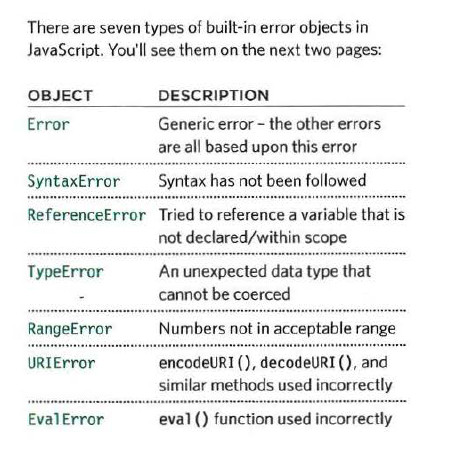 There are seven types of built-in error objects in
JavaScript. You'll see them on the next two pages:
OBJECT DESCRIPTION
Error Generic error – the other errors
are all based upon this error
SyntaxError Syntax has not been followed
ReferenceError Tried to reference a variable that is
not declared/within scope
TypeError An unexpected data type that
cannot be coerced
RangeError Numbers not in acceptable range
URIError encodeURI(), decodeURI(), and
similar methods used incorrectly
EvalError eval() function used incorrectly